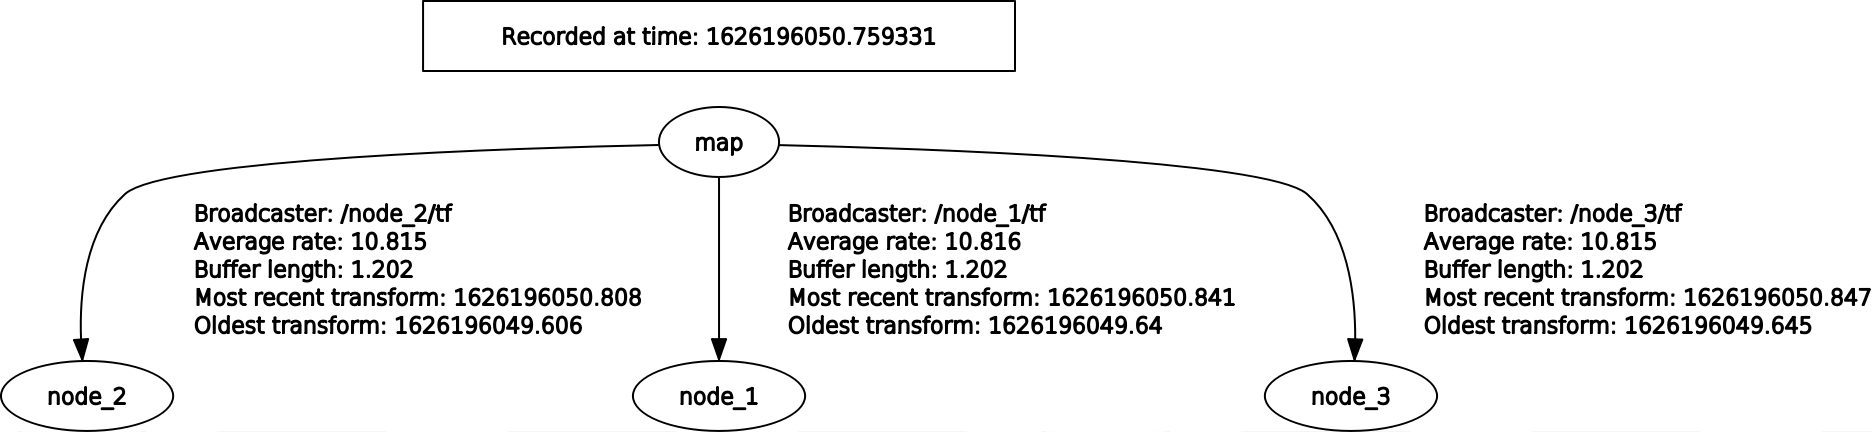 Recorded at time: 1626196050.759331
map
Broadcaster: /node_2/tf
Average rate: 10.815
Buffer length: 1.202
Most recent transform: 1626196050.808
Oldest transform: 1626196049.606
Broadcaster: /node_1/tf
Average rate: 10.816
Buffer length: 1.202
Most recent transform: 1626196050.841
Oldest transform: 1626196049.64
Broadcaster: /node_3/tf
Average rate: 10.815
Buffer length: 1.202
Most recent transform: 1626196050.847
Oldest transform: 1626196049.645
node_2
node_1
node_3